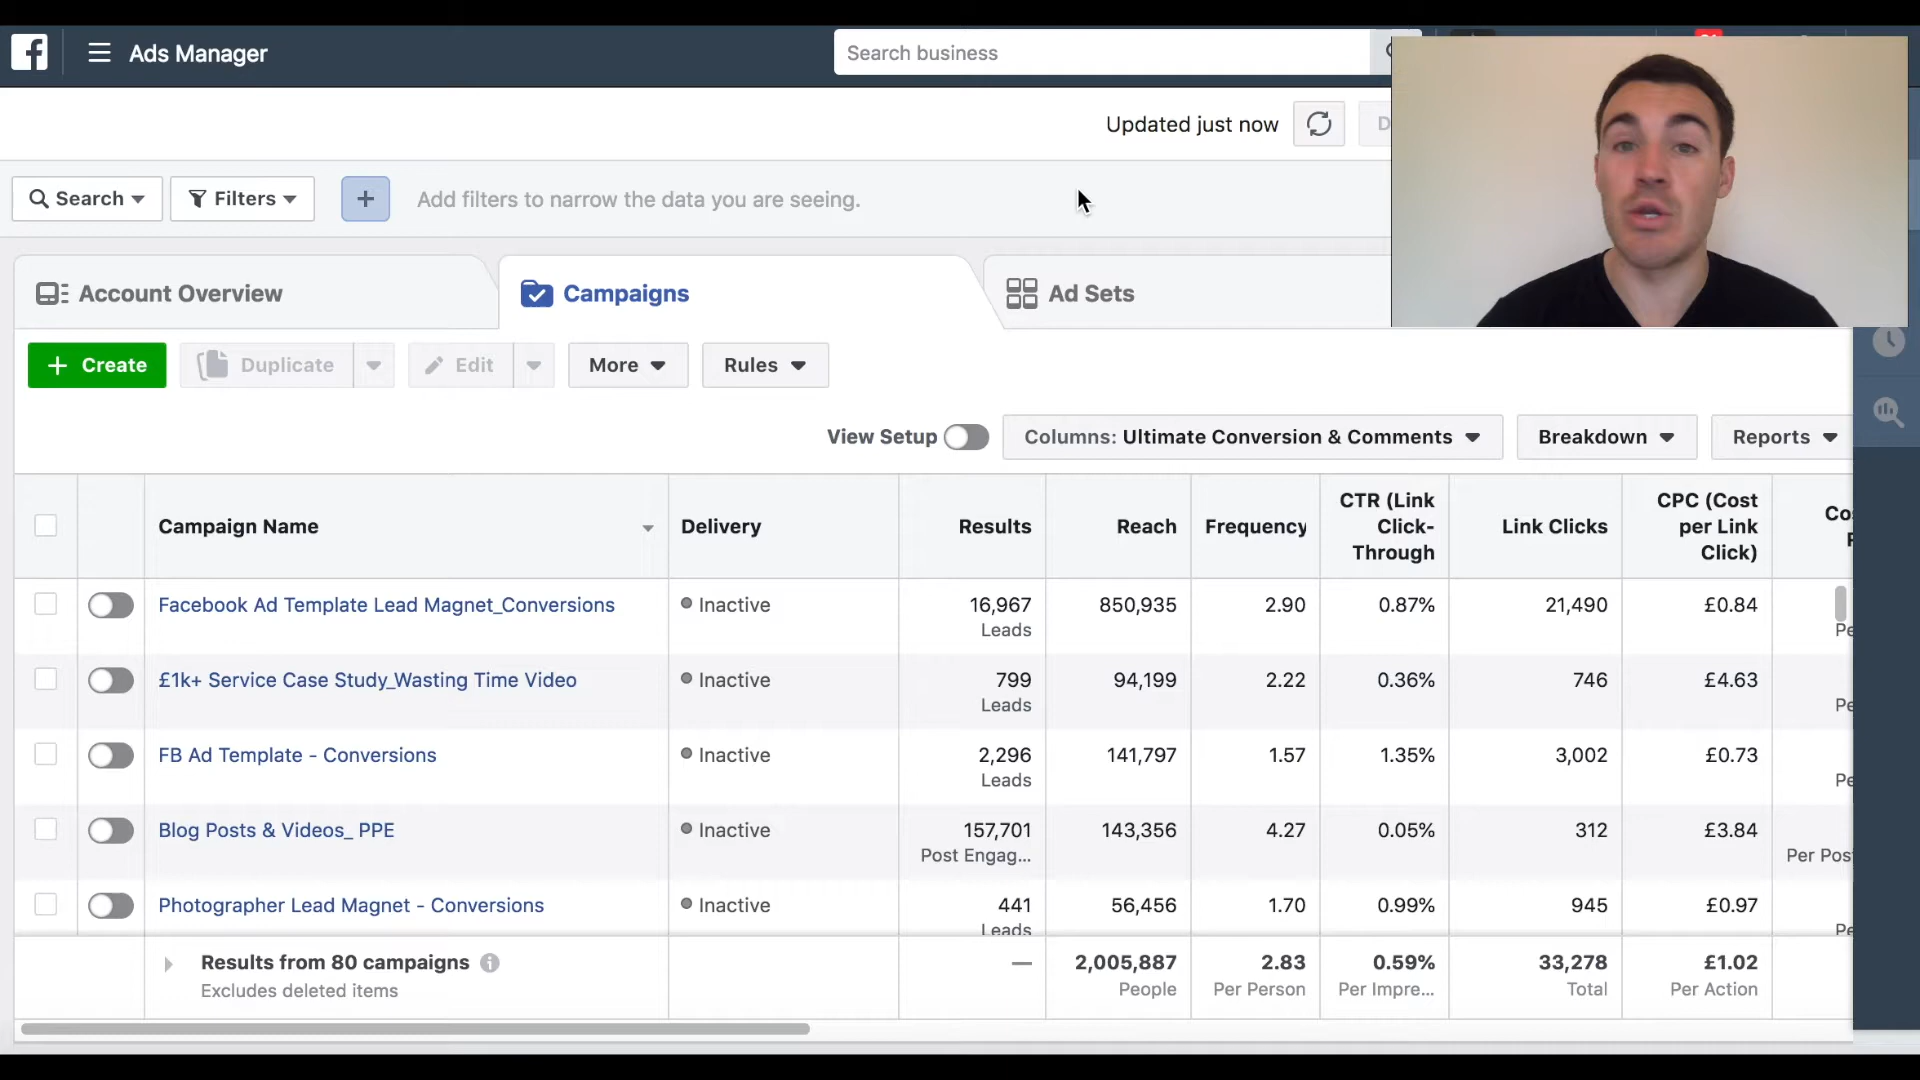 Ads Manager
Search business
Updated just now
D
Search
Filters
Add filters to narrow the data you are seeing.
Account Overview
Campaigns
Ad Sets
Create
Duplicate
Edit
More
Rules
View Setup
Columns: Ultimate Conversion & Comments
Breakdown
Reports
Campaign Name
Delivery
Results
Reach
Frequency
CTR (Link
Click-
Through
Link Clicks
CPC (Cost
per Link
Click)
Facebook Ad Template Lead Magnet_Conversions
Inactive
16,967
Leads
850,935
2.90
0.87%
21,490
£0.84
£1k+ Service Case Study_Wasting Time Video
Inactive
799
Leads
94,199
2.22
0.36%
746
£4.63
FB Ad Template - Conversions
Inactive
2,296
Leads
141,797
1.57
1.35%
3,002
£0.73
Blog Posts & Videos_ PPE
Inactive
157,701
Post Engag...
143,356
4.27
0.05%
312
£3.84
Per Pos
Photographer Lead Magnet - Conversions
Inactive
441
Leads
56,456
1.70
0.99%
945
£0.97
Results from 80 campaigns
Excludes deleted items
—
2,005,887
People
2.83
Per Person
0.59%
Per Impre...
33,278
Total
£1.02
Per Action